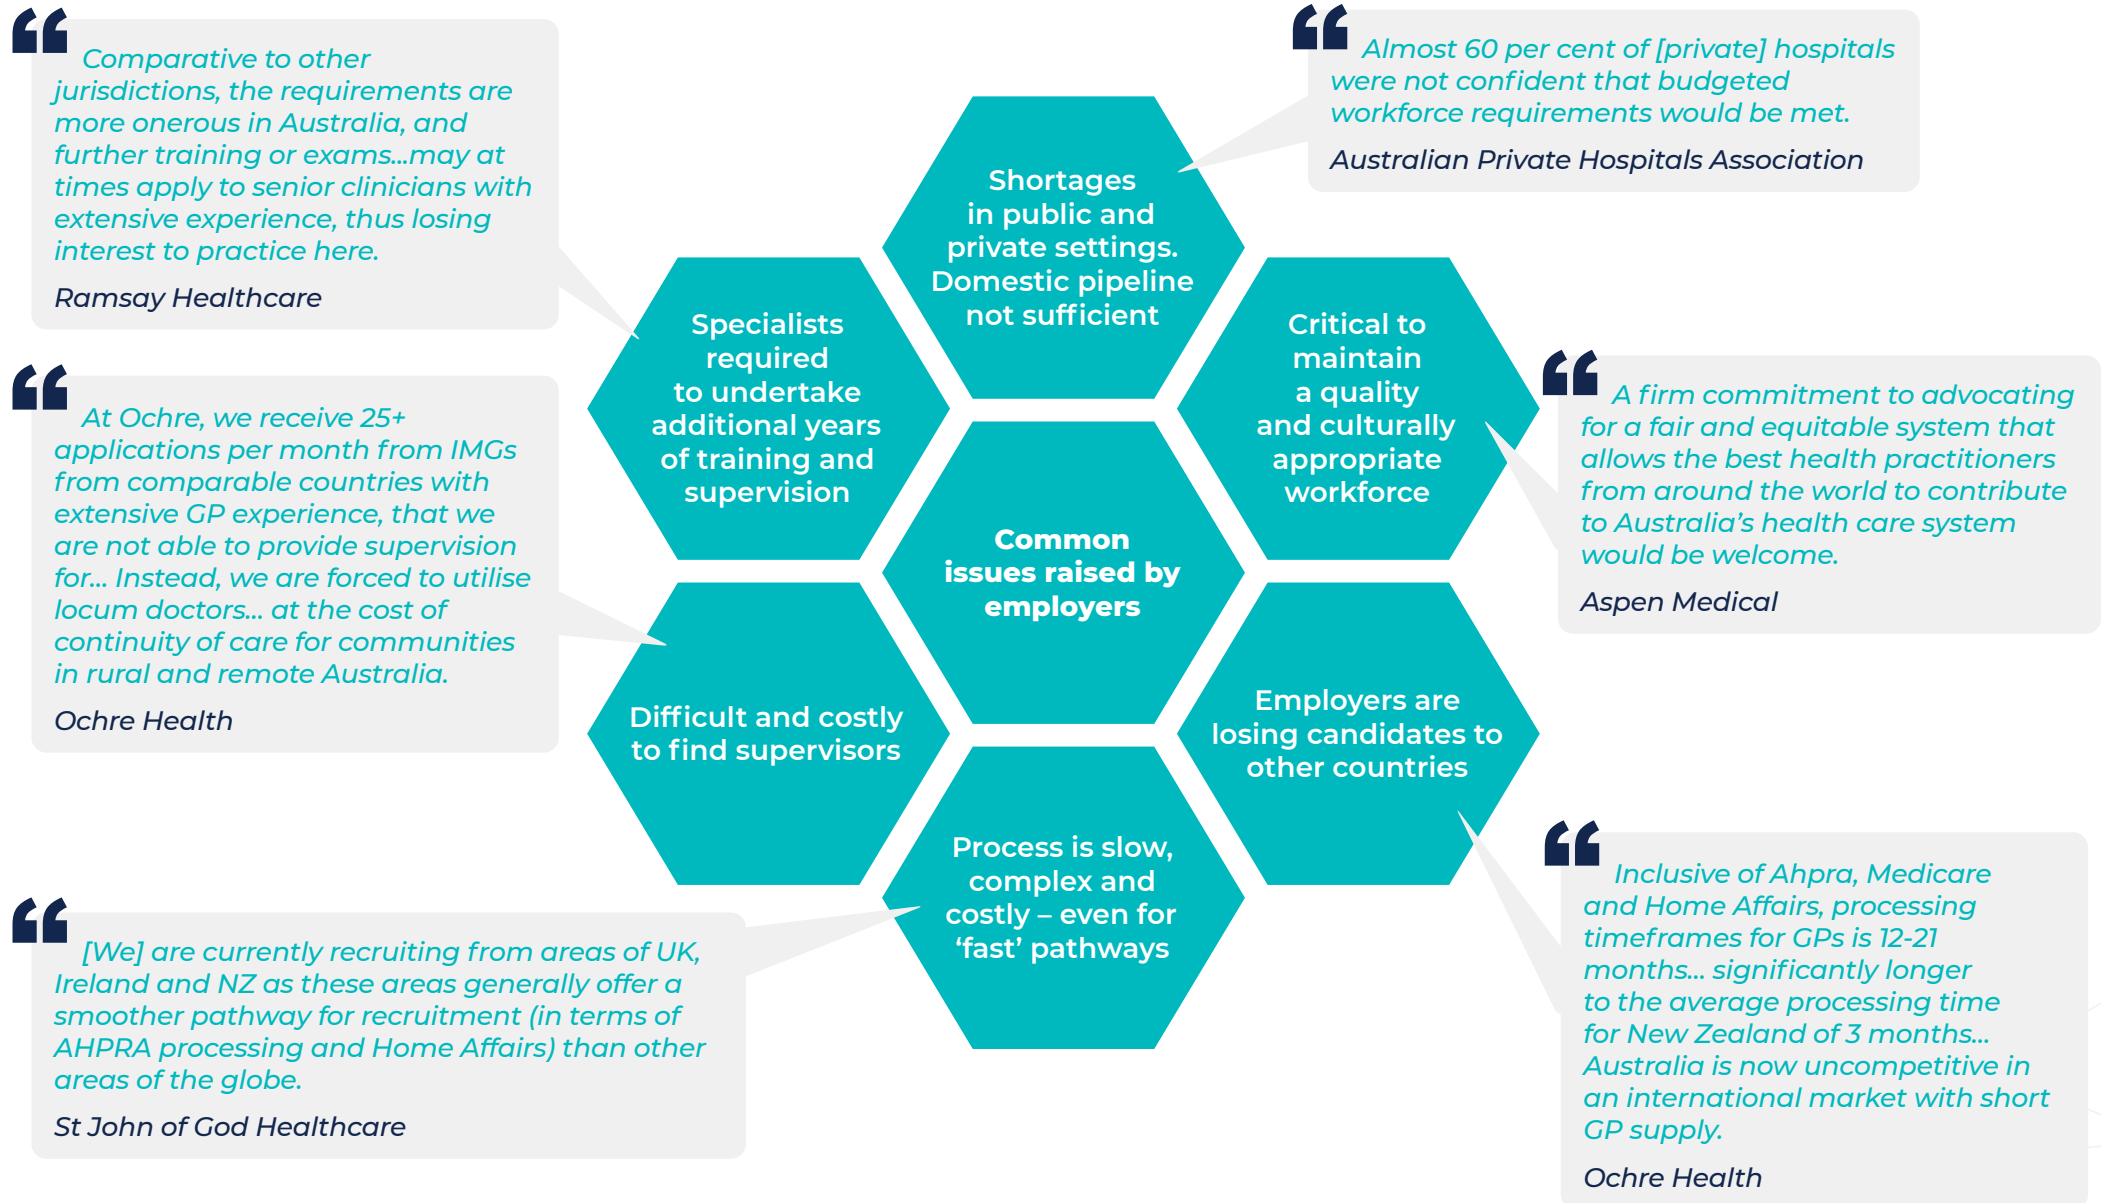 Comparative to other
jurisdictions, the requirements are
more onerous in Australia, and
further training or exams...may at
times apply to senior clinicians with
extensive experience, thus losing
interest to practice here.
Ramsay Healthcare
Almost 60 per cent of [private] hospitals
were not confident that budgeted
workforce requirements would be met.
Australian Private Hospitals Association
Shortages
in public and
private settings.
Domestic pipeline
not sufficient
Specialists
required
to undertake
additional years
of training and
supervision
Critical to
maintain
a quality
and culturally
appropriate
workforce
At Ochre, we receive 25+
applications per month from IMGs
from comparable countries with
extensive GP experience, that we
are not able to provide supervision
for... Instead, we are forced to utilise
locum doctors... at the cost of
continuity of care for communities
in rural and remote Australia.
Ochre Health
A firm commitment to advocating
for a fair and equitable system that
allows the best health practitioners
from around the world to contribute
to Australia's health care system
would be welcome.
Aspen Medical
Common
issues raised by
employers
Difficult and costly
to find supervisors
Employers are
losing candidates to
other countries
Process is slow,
complex and
costly – even for
‘fast’ pathways
[We] are currently recruiting from areas of UK,
Ireland and NZ as these areas generally offer a
smoother pathway for recruitment (in terms of
AHPRA processing and Home Affairs) than other
areas of the globe.
St John of God Healthcare
Inclusive of Ahpra, Medicare
and Home Affairs, processing
timeframes for GPs is 12-21
months... significantly longer
to the average processing time
for New Zealand of 3 months...
Australia is now uncompetitive in
an international market with short
GP supply.
Ochre Health